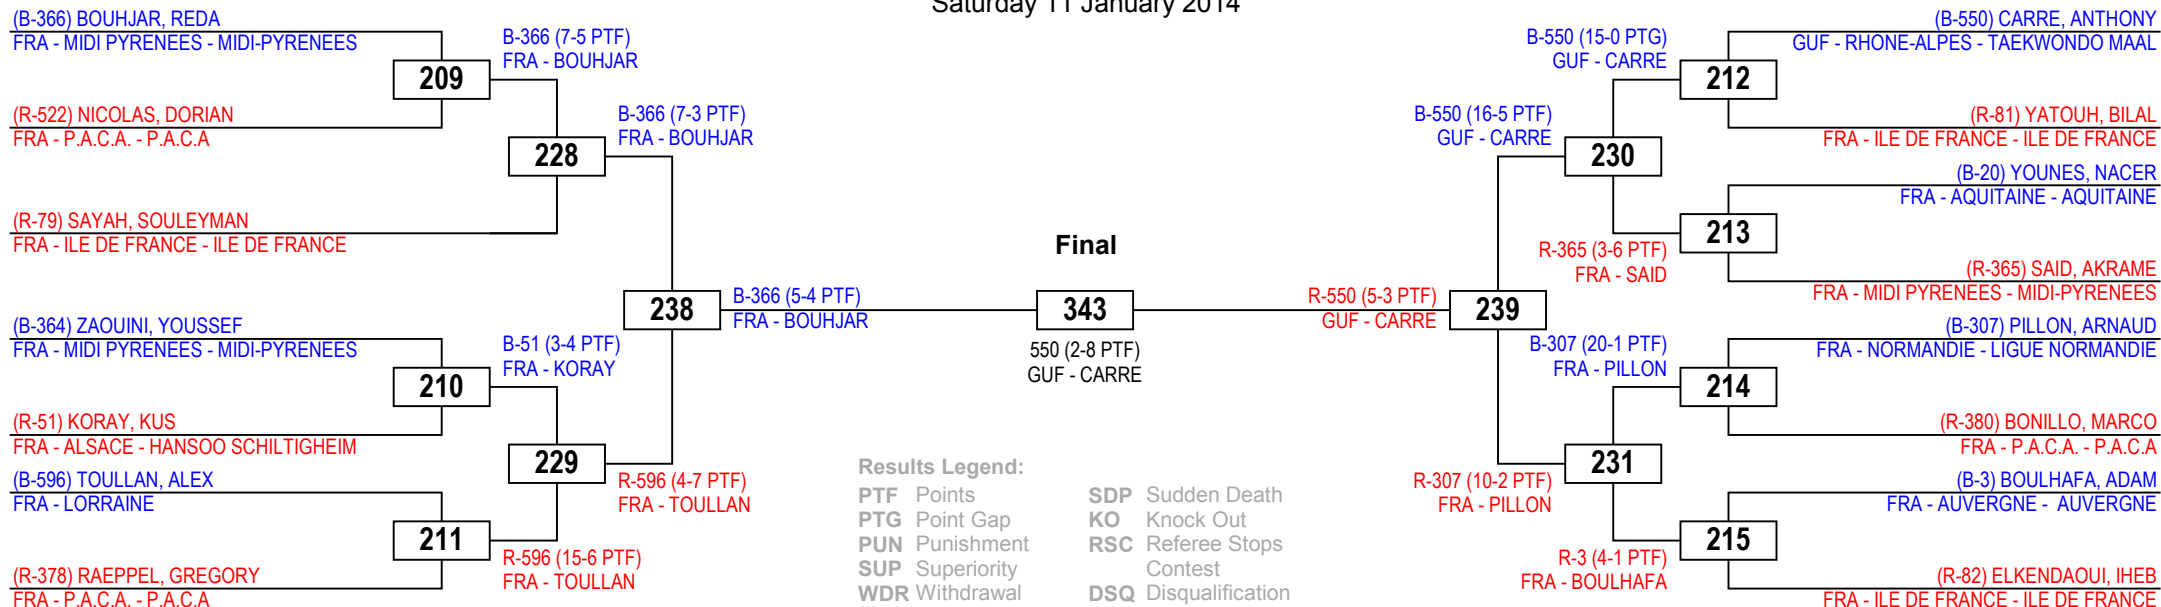 Saturday 11 January 2014
(B-366) BOUHJAR, REDA
FRA - MIDI PYRENEES - MIDI-PYRENEES
209
(R-522) NICOLAS, DORIAN
FRA - P.A.C.A. - P.A.C.A
B-366 (7-5 PTF)
FRA - BOUHJAR
228
(R-79) SAYAH, SOULEYMAN
FRA - ILE DE FRANCE - ILE DE FRANCE
B-366 (7-3 PTF)
FRA - BOUHJAR
238
(B-364) ZAOUINI, YOUSSEF
FRA - MIDI PYRENEES - MIDI-PYRENEES
210
(R-51) KORAY, KUS
FRA - ALSACE - HANSOO SCHILTIGHEIM
B-51 (3-4 PTF)
FRA - KORAY
229
(B-596) TOULLAN, ALEX
FRA - LORRAINE
211
(R-378) RAEPPEL, GREGORY
FRA - P.A.C.A. - P.A.C.A
R-596 (15-6 PTF)
FRA - TOULLAN
R-596 (4-7 PTF)
FRA - TOULLAN
B-366 (5-4 PTF)
FRA - BOUHJAR
Final
343
550 (2-8 PTF)
GUF - CARRE
R-550 (5-3 PTF)
GUF - CARRE
239
B-550 (16-5 PTF)
GUF - CARRE
230
B-550 (15-0 PTG)
GUF - CARRE
212
(B-550) CARRE, ANTHONY
GUF - RHONE-ALPES - TAEKWONDO MAAL
(R-81) YATOUH, BILAL
FRA - ILE DE FRANCE - ILE DE FRANCE
(B-20) YOUNES, NACER
FRA - AQUITAINE - AQUITAINE
213
R-365 (3-6 PTF)
FRA - SAID
(R-365) SAID, AKRAME
FRA - MIDI PYRENEES - MIDI-PYRENEES
(B-307) PILLON, ARNAUD
FRA - NORMANDIE - LIGUE NORMANDIE
B-307 (20-1 PTF)
FRA - PILLON
214
(R-380) BONILLO, MARCO
FRA - P.A.C.A. - P.A.C.A
231
R-307 (10-2 PTF)
FRA - PILLON
(B-3) BOULHAFA, ADAM
FRA - AUVERGNE - AUVERGNE
215
R-3 (4-1 PTF)
FRA - BOULHAFA
(R-82) ELKENDAOUI, IHEB
FRA - ILE DE FRANCE - ILE DE FRANCE
Results Legend:
PTF Points
PTG Point Gap
PUN Punishment
SUP Superiority
WDR Withdrawal
SDP Sudden Death
KO Knock Out
RSC Referee Stops
Contest
DSQ Disqualification